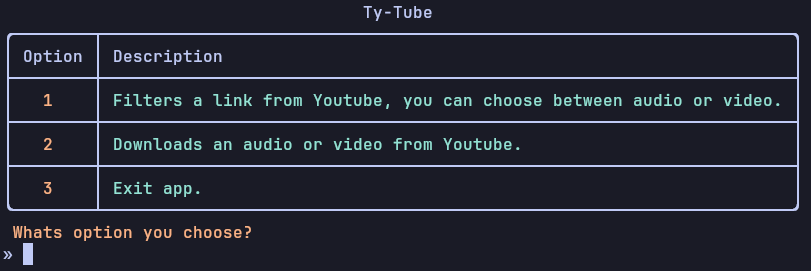 Ty-Tube
Option Description
1 Filters a link from Youtube, you can choose between audio or video.
2 Downloads an audio or video from Youtube.
3 Exit app.
Whats option you choose?
»